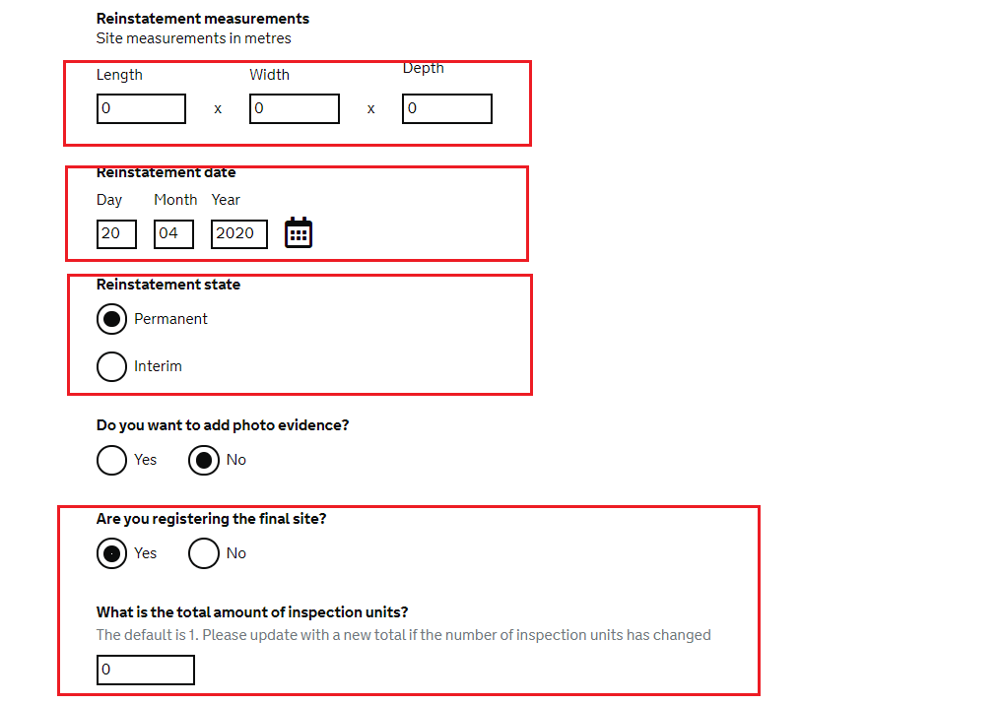 Reinstatement measurements
Site measurements in metres
Length Width Depth
0 x 0 x 0
Reinstatement date
Day Month Year
20 04 2020
Reinstatement state
Permanent
Interim
Do you want to add photo evidence?
Yes No
Are you registering the final site?
Yes No
What is the total amount of inspection units?
The default is 1. Please update with a new total if the number of inspection units has changed
0